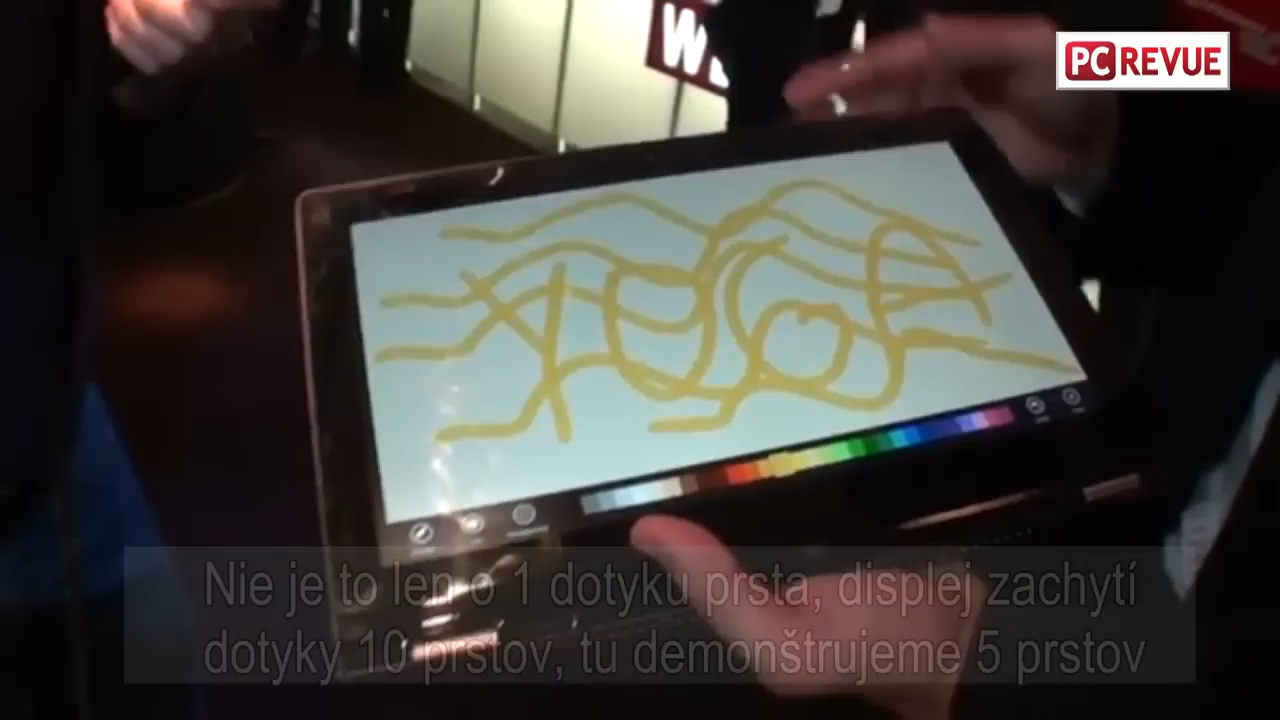 PC REVUE
Nie je to len o 1 dotyku prsta, displej zachytí
dotyky 10 prstov, tu demonštrujeme 5 prstov